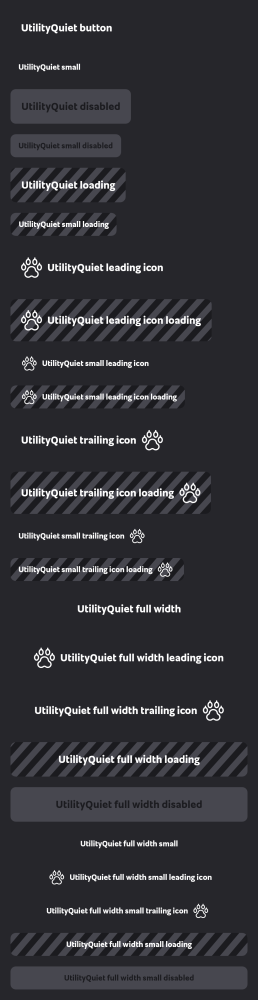 UtilityQuiet button
UtilityQuiet small
UtilityQuiet disabled
UtilityQuiet small disabled
UtilityQuiet loading
UtilityQuiet small loading
UtilityQuiet leading icon
UtilityQuiet leading icon loading
UtilityQuiet small leading icon
UtilityQuiet small leading icon loading
UtilityQuiet trailing icon
UtilityQuiet trailing icon loading
UtilityQuiet small trailing icon
UtilityQuiet small trailing icon loading
UtilityQuiet full width
UtilityQuiet full width leading icon
UtilityQuiet full width trailing icon
UtilityQuiet full width loading
UtilityQuiet full width disabled
UtilityQuiet full width small
UtilityQuiet full width small leading icon
UtilityQuiet full width small trailing icon
UtilityQuiet full width small loading
UtilityQuiet full width small disabled